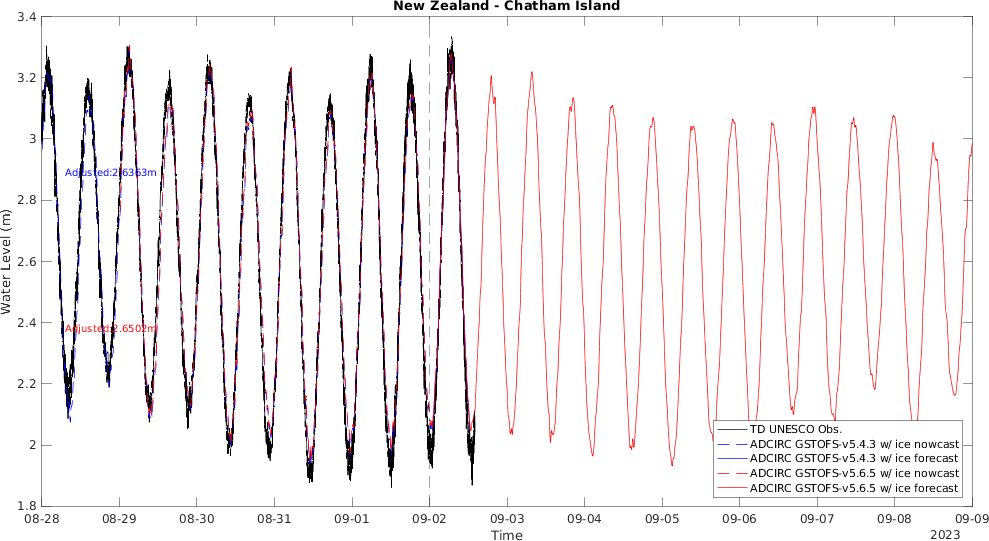 New Zealand - Chatham Island
3.4
3.2
3
2.8
2.6
2.4
2.2
2
1.8
Water Level (m)
Adjusted:2.6363m
Adjusted:2.6502m
TD UNESCO Obs.
ADCIRC GSTOFS-v5.4.3 w/ ice nowcast
ADCIRC GSTOFS-v5.4.3 w/ ice forecast
ADCIRC GSTOFS-v5.6.5 w/ ice nowcast
ADCIRC GSTOFS-v5.6.5 w/ ice forecast
08-28 08-29 08-30 08-31 09-01 09-02 09-03 09-04 09-05 09-06 09-07 09-08 09-09
Time
2023